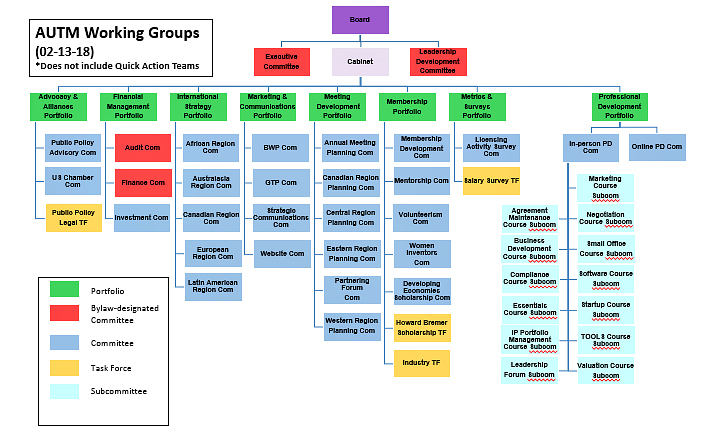 AUTM Working Groups
(02-13-18)
*Does not include Quick Action Teams
Board
Executive
Committee
Cabinet
Leadership
Development
Committee
Advocacy &
Alliances
Portfolio
Financial
Management
Portfolio
International
Strategy
Portfolio
Marketing &
Communications
Portfolio
Meeting
Development
Portfolio
Membership
Portfolio
Metrics &
Surveys
Portfolio
Professional
Development
Portfolio
Public Policy
Advisory Com
US Chamber
Com
Public Policy
Legal TF
Audit Com
Finance Com
Investment Com
African Region
Com
Australasia
Region Com
Canadian Region
Com
European
Region Com
Latin American
Region Com
BWP Com
GTP Com
Strategic
Communications
Com
Website Com
Annual Meeting
Planning Com
Canadian Region
Planning Com
Central Region
Planning Com
Eastern Region
Planning Com
Partnering
Forum
Com
Western Region
Planning Com
Membership
Development
Com
Mentorship Com
Volunteerism
Com
Women
Inventors
Com
Developing
Economies
Scholarship Com
Howard Bremer
Scholarship TF
Industry TF
Licensing
Activity Survey
Com
Salary Survey TF
In-person PD
Com
Online PD Com
Agreement
Maintenance
Course Subcom
Business
Development
Course Subcom
Compliance
Course Subcom
Essentials
Course Subcom
IP Portfolio
Management
Course Subcom
Leadership
Forum Subcom
Marketing
Course
Subcom
Negotiation
Course Subcom
Small Office
Course Subcom
Software Course
Subcom
Startup Course
Subcom
TOOLS Course
Subcom
Valuation Course
Subcom
Portfolio
Bylaw-designated
Committee
Committee
Task Force
Subcommittee